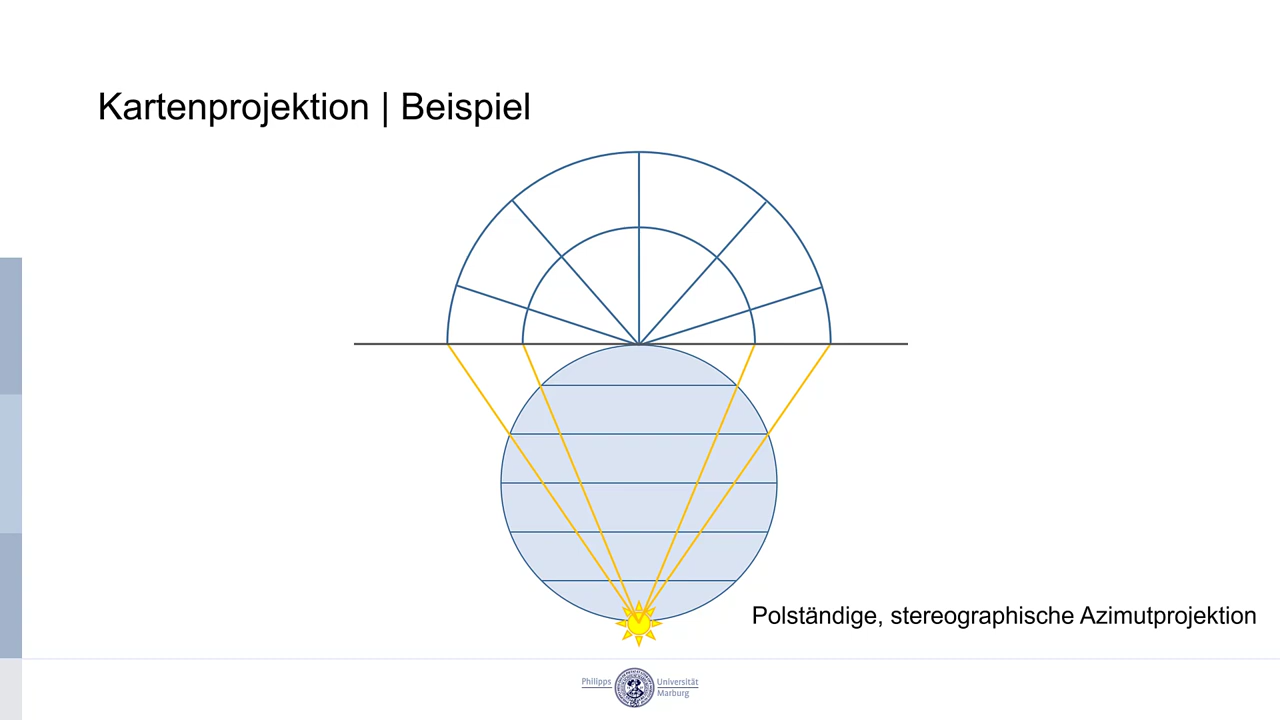 Kartenprojektion | Beispiel
Polständige, stereographische Azimutprojektion
Philipps Universität
Marburg